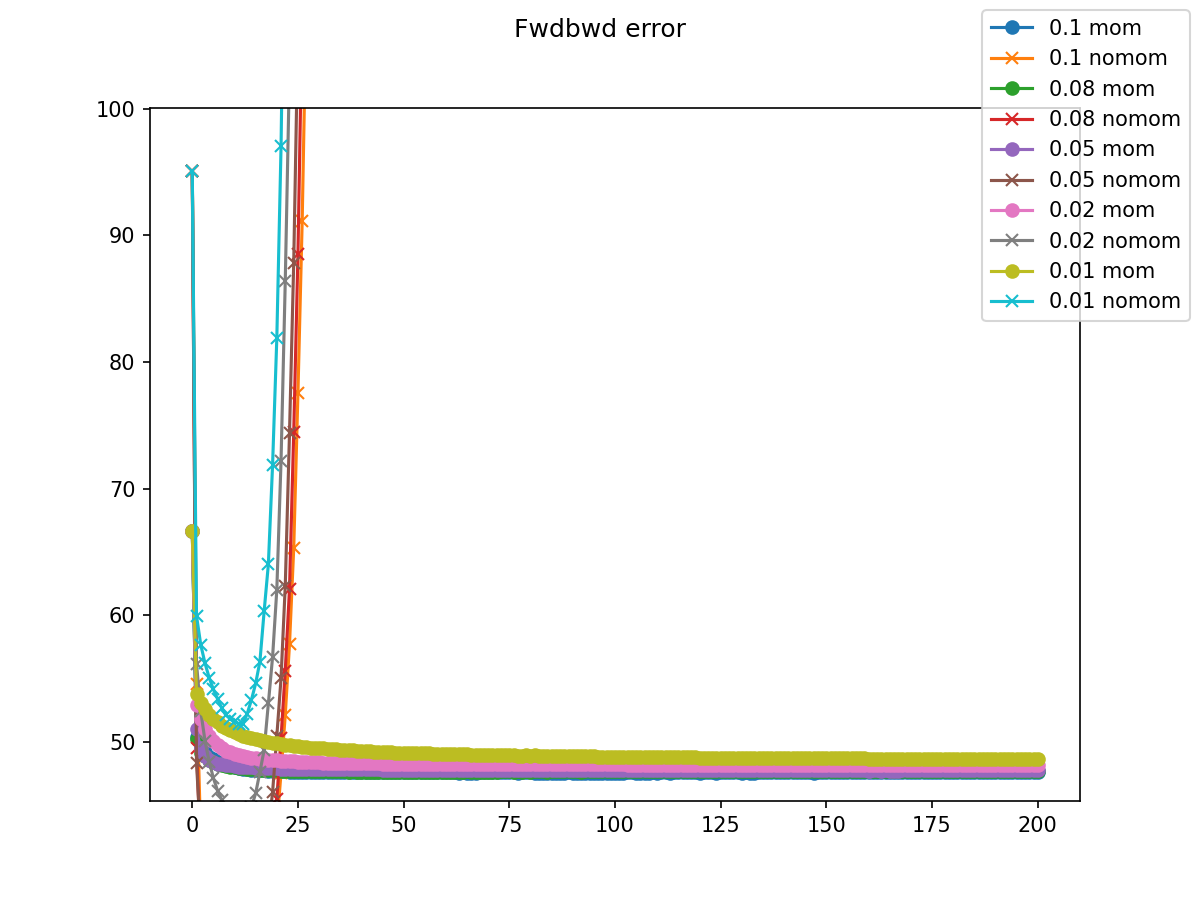 Fwdbwd error
0.1 mom
0.1 nomom
0.08 mom
0.08 nomom
0.05 mom
0.05 nomom
0.02 mom
0.02 nomom
0.01 mom
0.01 nomom
100
90
80
70
60
50
0 25 50 75 100 125 150 175 200